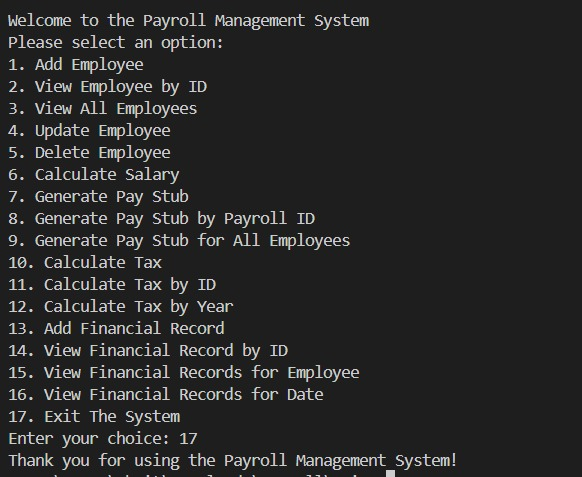 Welcome to the Payroll Management System
Please select an option:
1. Add Employee
2. View Employee by ID
3. View All Employees
4. Update Employee
5. Delete Employee
6. Calculate Salary
7. Generate Pay Stub
8. Generate Pay Stub by Payroll ID
9. Generate Pay Stub for All Employees
10. Calculate Tax
11. Calculate Tax by ID
12. Calculate Tax by Year
13. Add Financial Record
14. View Financial Record by ID
15. View Financial Records for Employee
16. View Financial Records for Date
17. Exit The System
Enter your choice: 17
Thank you for using the Payroll Management System!